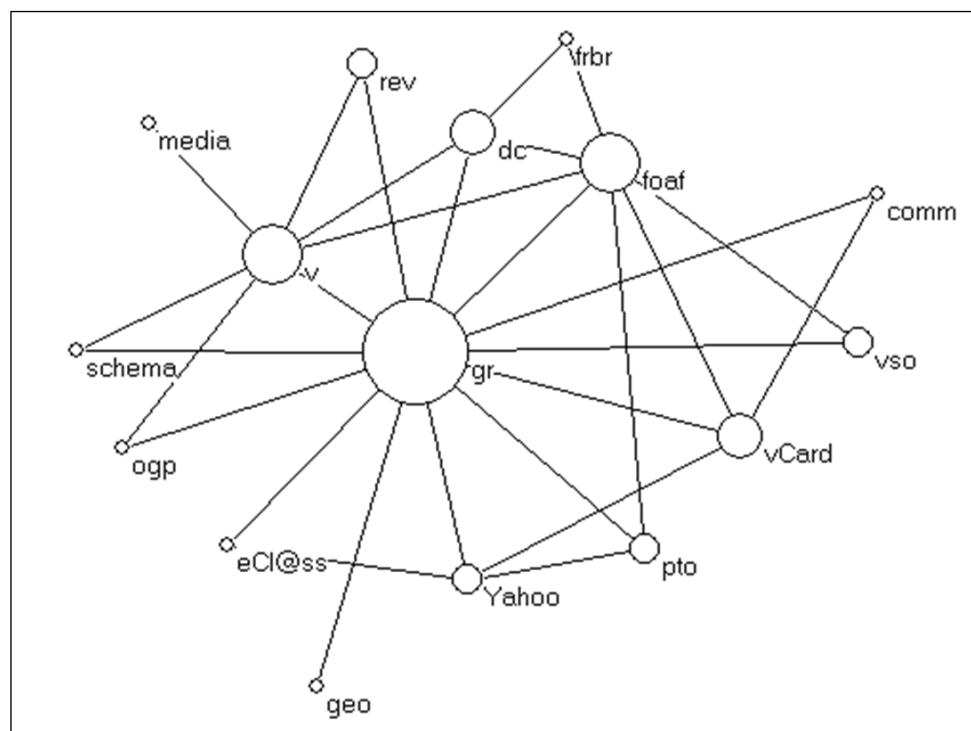 frbr
rev
media
dc
foaf
comm
v
schema
gr
vso
ogp
vCard
eCl@ss
pto
Yahoo
geo